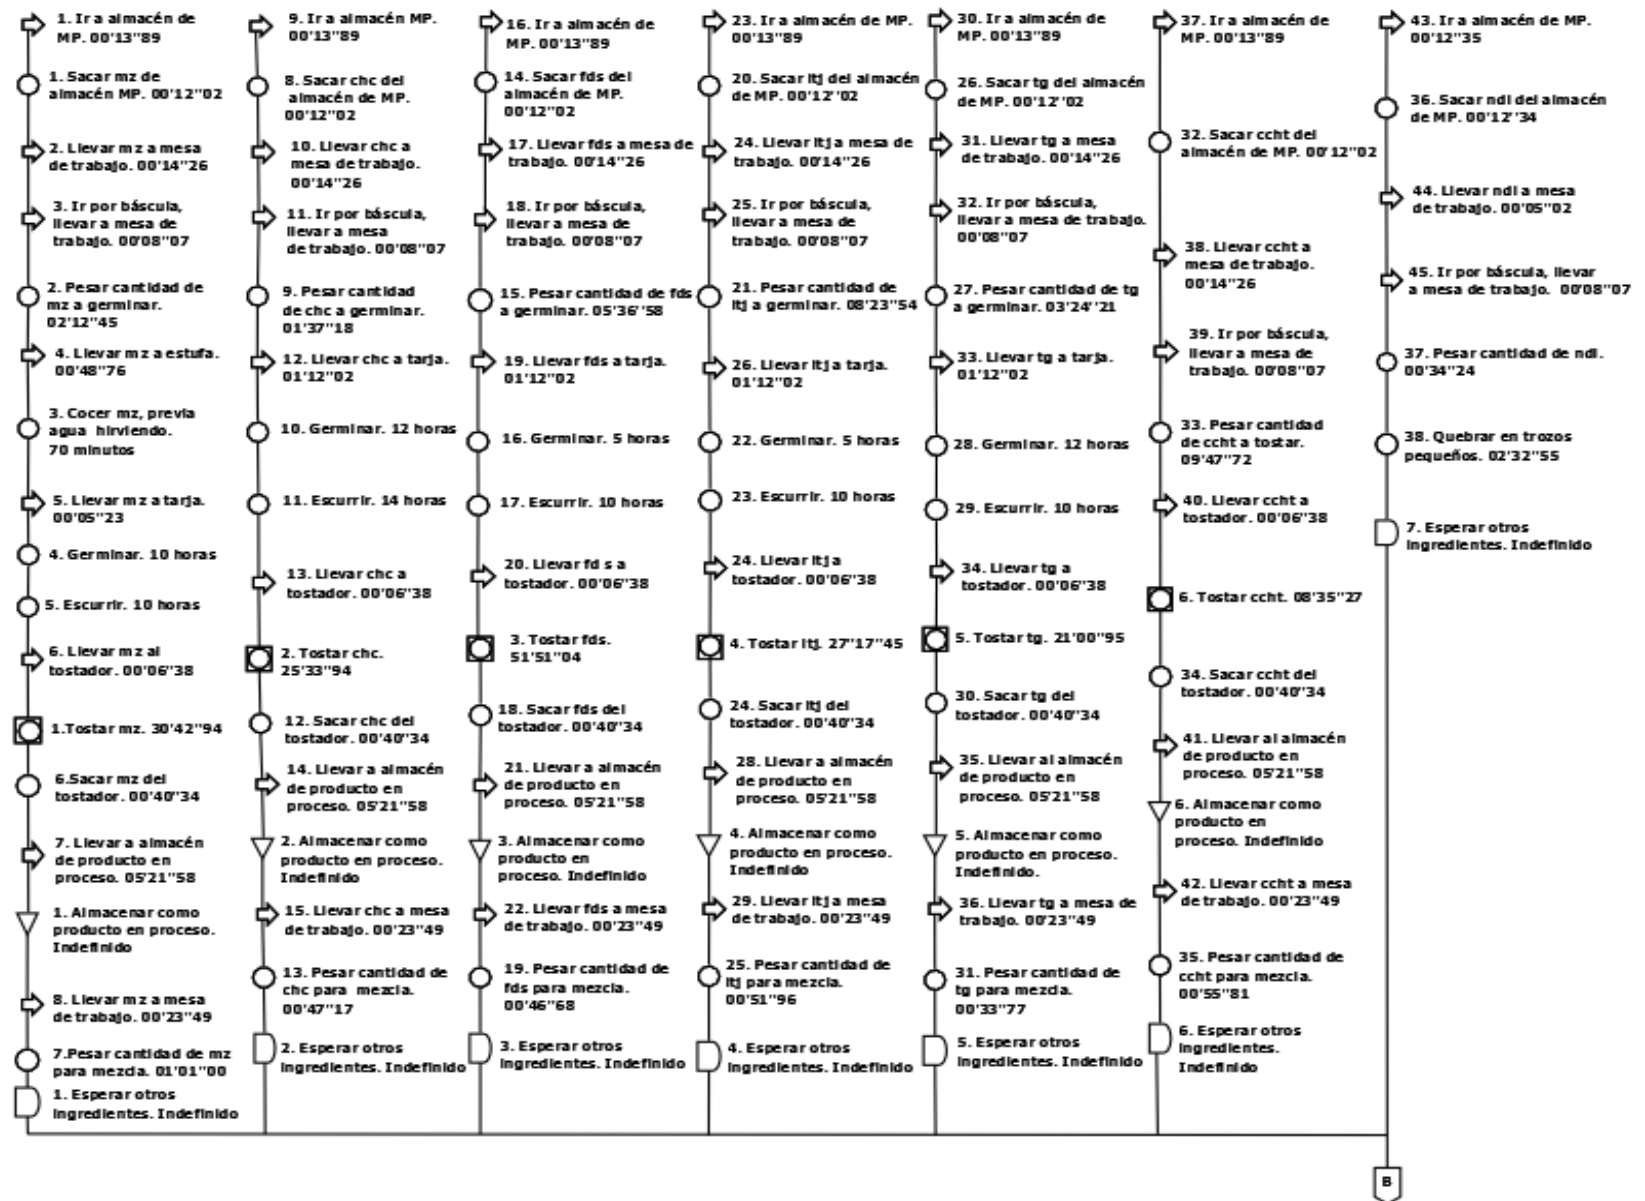 1. Ir a almacén de
MP. 00'13"89
1. Sacar mz de
almacén MP. 00'12"02
2. Llevar mz a mesa
de trabajo. 00'14"26
3. Ir por báscula,
llevar a mesa de
trabajo. 00'08"07
2. Pesar cantidad de
mz a germinar.
02'12"45
4. Llevar mz a estufa.
00'48"76
3. Cocer mz, previa
agua hirviendo.
70 minutos
5. Llevar mz a tarja.
00'05"23
4. Germinar. 10 horas
5. Escurrir. 10 horas
6. Llevar mz al
tostador. 00'06"38
1.Tostar mz. 30'42"94
6.Sacar mz del
tostador. 00'40"34
7. Llevar a almacén
de producto en
proceso. 05'21"58
1. Almacenar como
producto en proceso.
Indefinido
8. Llevar mz a mesa
de trabajo. 00'23"49
7.Pesar cantidad de mz
para mezcla. 01'01"00
1. Esperar otros
ingredientes. Indefinido
9. Ir a almacén MP.
00'13"89
8. Sacar chc del
almacén de MP.
00'12"02
10. Llevar chc a
mesa de trabajo.
00'14"26
11. Ir por báscula,
llevar a mesa
de trabajo. 00'08"07
9. Pesar cantidad
de chc a germinar.
01'37"18
12. Llevar chc a tarja.
01'12"02
10. Germinar. 12 horas
11. Escurrir. 14 horas
13. Llevar chc a
tostador. 00'06"38
2. Tostar chc.
25'33"94
12. Sacar chc del
tostador. 00'40"34
14. Llevar a almacén
de producto en
proceso. 05'21"58
2. Almacenar como
producto en proceso.
Indefinido
15. Llevar chc a mesa
de trabajo. 00'23"49
13. Pesar cantidad de
chc para mezcla.
00'47"17
2. Esperar otros
ingredientes. Indefinido
16. Ir a almacén de
MP. 00'13"89
14. Sacar fds del
almacén de MP.
00'12"02
17. Llevar fds a mesa de
trabajo. 00'14"26
18. Ir por báscula,
llevar a mesa de
trabajo. 00'08"07
15. Pesar cantidad de fds
a germinar. 05'36"58
19. Llevar fds a tarja.
01'12"02
16. Germinar. 5 horas
17. Escurrir. 10 horas
20. Llevar fd s a
tostador. 00'06"38
3. Tostar fds.
51'51"04
18. Sacar fds del
tostador. 00'40"34
21. Llevar a almacén
de producto en
proceso. 05'21"58
3. Almacenar como
producto en
proceso. Indefinido
22. Llevar fds a mesa
de trabajo. 00'23"49
19. Pesar cantidad de
fds para mezcla.
00'46"68
3. Esperar otros
ingredientes. Indefinido
23. Ir a almacén de MP.
00'13"89
20. Sacar ltj del almacén
de MP. 00'12''02
24. Llevar ltj a mesa de
trabajo. 00'14"26
25. Ir por báscula,
llevar a mesa de
trabajo. 00'08"07
21. Pesar cantidad de
ltj a germinar. 08'23"54
26. Llevar ltj a tarja.
01'12"02
22. Germinar. 5 horas
23. Escurrir. 10 horas
24. Llevar ltj a
tostador. 00'06"38
4. Tostar ltj. 27"17"45
24. Sacar ltj del
tostador. 00'40"34
28. Llevar a almacén
de producto en
proceso. 05'21"58
4. Almacenar como
producto en proceso.
Indefinido
29. Llevar ltj a mesa
de trabajo. 00'23"49
25. Pesar cantidad de
ltj para mezcla.
00'51"96
4. Esperar otros
ingredientes. Indefinido
30. Ir a almacén de
MP. 00'13"89
26. Sacar tg del almacén
de MP. 00'12''02
31. Llevar tg a mesa
de trabajo. 00'14"26
32. Ir por báscula,
llevar a mesa de trabajo.
00'08"07
27. Pesar cantidad de tg
a germinar. 03'24'21
33. Llevar tg a tarja.
01'12"02
28. Germinar. 12 horas
29. Escurrir. 10 horas
34. Llevar tg a
tostador. 00'06"38
5. Tostar tg. 21'00"95
30. Sacar tg del
tostador. 00'40"34
35. Llevar al almacén
de producto en
proceso. 05'21"58
5. Almacenar como
producto en proceso.
Indefinido.
36. Llevar tg a mesa de
trabajo. 00'23"49
31. Pesar cantidad de
tg para mezcla.
00'33"77
5. Esperar otros
ingredientes. Indefinido
37. Ir a almacén de
MP. 00'13"89
32. Sacar ccht del
almacén de MP. 00'12"02
38. Llevar ccht a
mesa de trabajo.
00'14"26
39. Ir por báscula,
llevar a mesa de
trabajo. 00'08"07
33. Pesar cantidad
de ccht a tostar.
09'47"72
40. Llevar ccht a
tostador. 00'06"38
6. Tostar ccht. 08'35"27
34. Sacar ccht del
tostador. 00'40"34
41. Llevar al almacén
de producto en
proceso. 05'21"58
6. Almacenar como
producto en
proceso. Indefinido
42. Llevar ccht a mesa
de trabajo. 00'23"49
35. Pesar cantidad de
ccht para mezcla.
00'55"81
6. Esperar otros
ingredientes.
Indefinido
43. Ir a almacén de MP.
00'12"35
36. Sacar ndl del almacén
de MP. 00'12''34
44. Llevar ndl a mesa
de trabajo. 00'05"02
45. Ir por báscula, llevar
a mesa de trabajo. 00'08"07
37. Pesar cantidad de ndl.
00'34"24
38. Quebrar en trozos
pequeños. 02'32"55
7. Esperar otros
ingredientes. Indefinido
B